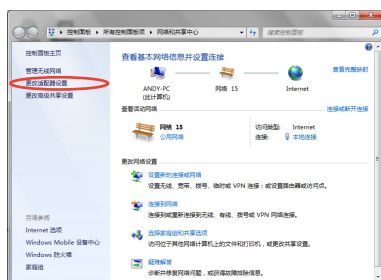 控制面板 ▸ 所有控制面板项 ▸ 网络和共享中心
搜索控制面板
控制面板主页
管理无线网络
更改适配器设置
更改高级共享设置
查看基本网络信息并设置连接
查看完整映射
ANDY-PC
(此计算机)
网络 15
Internet
查看活动网络
连接或断开连接
网络 15
公用网络
访问类型: Internet
连接: 本地连接
更改网络设置
设置新的连接或网络
设置无线、宽带、拨号、临时或 VPN 连接；或设置路由器或访问点。
连接到网络
连接到或重新连接到无线、有线、拨号或 VPN 网络连接。
选择家庭组和共享选项
访问位于其他网络计算机上的文件和打印机，或更改共享设置。
疑难解答
诊断并修复网络问题，或获得故障排除信息。
另请参阅
Internet 选项
Windows Mobile 设备中心
Windows 防火墙
家庭组